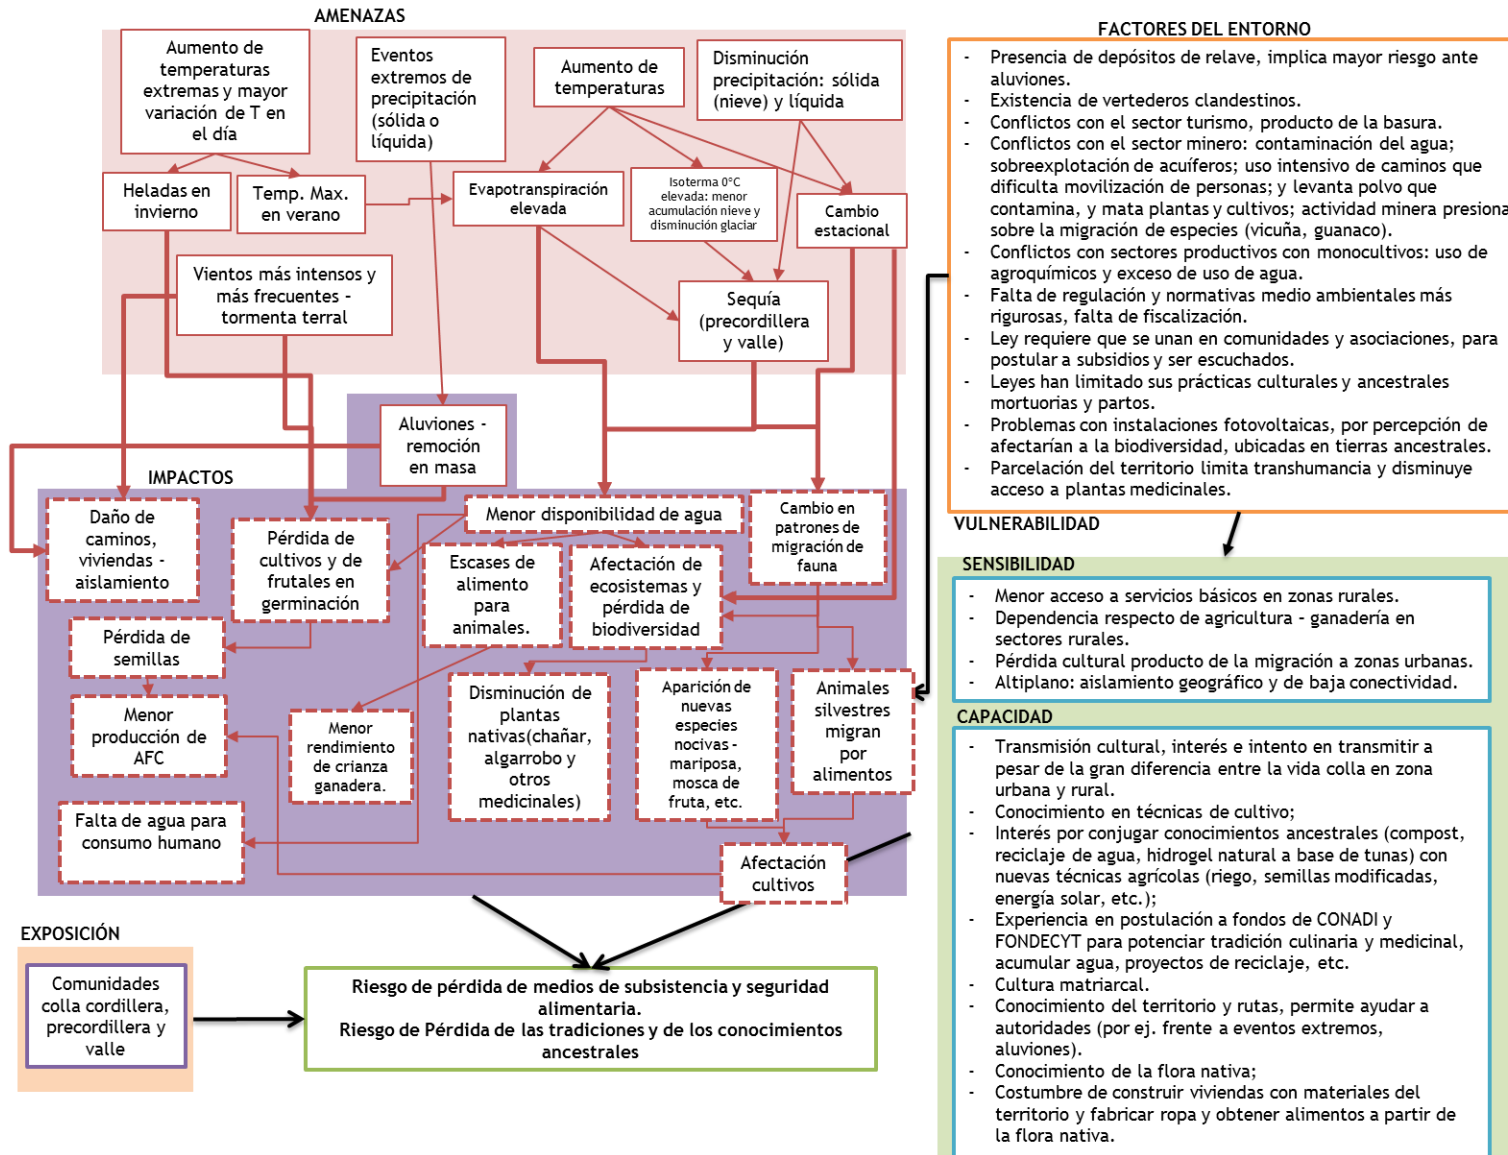 AMENAZAS
Aumento de
temperaturas
extremas y mayor
variación de T en
el día
Eventos
extremos de
precipitación
(sólida o
líquida)
Aumento de
temperaturas
Disminución
precipitación: sólida
(nieve) y líquida
Heladas en
invierno
Temp. Max.
en verano
Evapotranspiración
elevada
Isoterma 0°C
elevada: menor
acumulación nieve y
disminución glaciar
Cambio
estacional
Vientos más intensos y
más frecuentes -
tormenta terral
Sequía
(precordillera
y valle)
Aluviones -
remoción
en masa
IMPACTOS
Daño de
caminos,
viviendas -
aislamiento
Pérdida de
cultivos y de
frutales en
germinación
Menor disponibilidad de agua
Cambio en
patrones de
migración de
fauna
Escases de
alimento
para
animales.
Afectación de
ecosistemas y
pérdida de
biodiversidad
Pérdida de
semillas
Menor
producción de
AFC
Menor
rendimiento
de crianza
ganadera.
Disminución de
plantas
nativas(chañar,
algarrobo y
otros
medicinales)
Aparición de
nuevas
especies
nocivas -
mariposa,
mosca de
fruta, etc.
Animales
silvestres
migran
por
alimentos
Falta de agua para
consumo humano
Afectación
cultivos
EXPOSICIÓN
Comunidades
colla cordillera,
precordillera y
valle
Riesgo de pérdida de medios de subsistencia y seguridad
alimentaria.
Riesgo de Pérdida de las tradiciones y de los conocimientos
ancestrales
FACTORES DEL ENTORNO
- Presencia de depósitos de relave, implica mayor riesgo ante
aluviones.
- Existencia de vertederos clandestinos.
- Conflictos con el sector turismo, producto de la basura.
- Conflictos con el sector minero: contaminación del agua;
sobreexplotación de acuíferos; uso intensivo de caminos que
dificulta movilización de personas; y levanta polvo que
contamina, y mata plantas y cultivos; actividad minera presiona
sobre la migración de especies (vicuña, guanaco).
- Conflictos con sectores productivos con monocultivos: uso de
agroquímicos y exceso de uso de agua.
- Falta de regulación y normativas medio ambientales más
rigurosas, falta de fiscalización.
- Ley requiere que se unan en comunidades y asociaciones, para
postular a subsidios y ser escuchados.
- Leyes han limitado sus prácticas culturales y ancestrales
mortuorias y partos.
- Problemas con instalaciones fotovoltaicas, por percepción de
afectarían a la biodiversidad, ubicadas en tierras ancestrales.
- Parcelación del territorio limita transhumancia y disminuye
acceso a plantas medicinales.
VULNERABILIDAD
SENSIBILIDAD
- Menor acceso a servicios básicos en zonas rurales.
- Dependencia respecto de agricultura - ganadería en
sectores rurales.
- Pérdida cultural producto de la migración a zonas urbanas.
- Altiplano: aislamiento geográfico y de baja conectividad.
CAPACIDAD
- Transmisión cultural, interés e intento en transmitir a
pesar de la gran diferencia entre la vida colla en zona
urbana y rural.
- Conocimiento en técnicas de cultivo;
- Interés por conjugar conocimientos ancestrales (compost,
reciclaje de agua, hidrogel natural a base de tunas) con
nuevas técnicas agrícolas (riego, semillas modificadas,
energía solar, etc.);
- Experiencia en postulación a fondos de CONADI y
FONDECYT para potenciar tradición culinaria y medicinal,
acumular agua, proyectos de reciclaje, etc.
- Cultura matriarcal.
- Conocimiento del territorio y rutas, permite ayudar a
autoridades (por ej. frente a eventos extremos,
aluviones).
- Conocimiento de la flora nativa;
- Costumbre de construir viviendas con materiales del
territorio y fabricar ropa y obtener alimentos a partir de
la flora nativa.